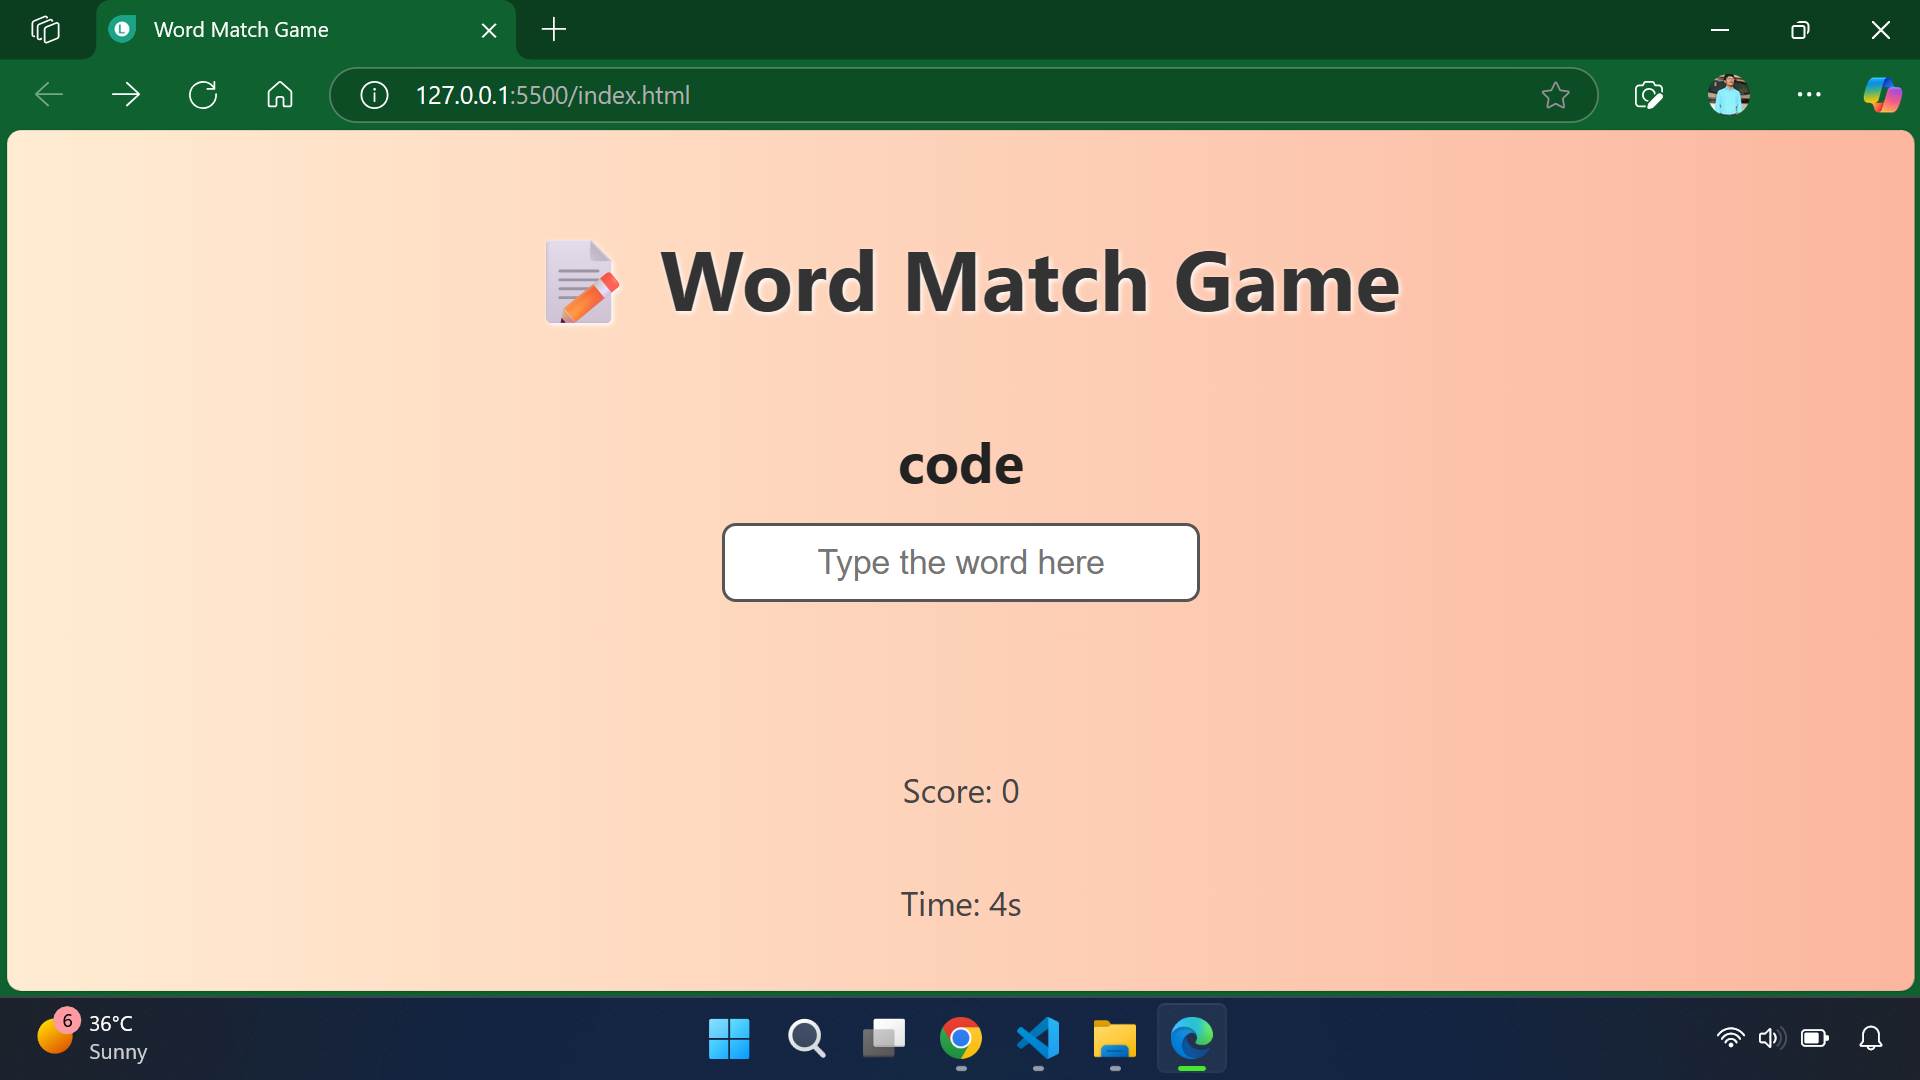 Word Match Game
127.0.0.1:5500/index.html
Word Match Game
code
Type the word here
Score: 0
Time: 4s
6
36°C
Sunny